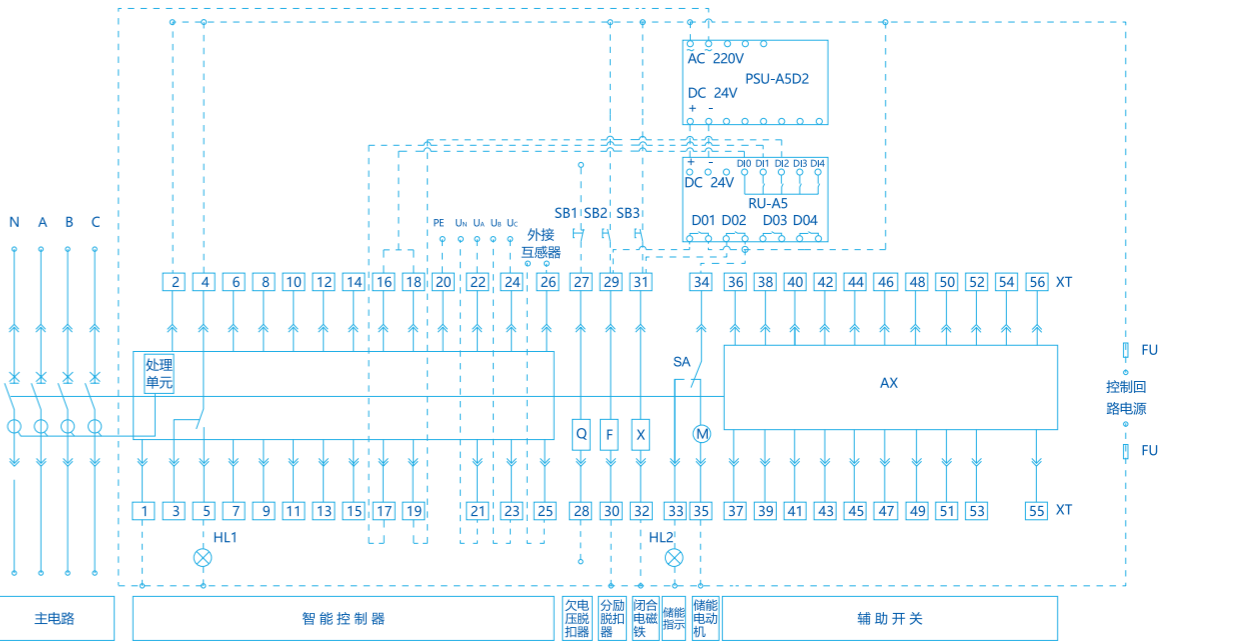 AC 220V
PSU-A5D2
DC 24V
+ -
+ - DI0 DI1 DI2 DI3 DI4
DC 24V
RU-A5
D01 D02 D03 D04
SB1 SB2 SB3
N A B C
PE UN UA UB UC
外接
互感器
2 4 6 8 10 12 14 16 18 20 22 24 26 27 29 31 34 36 38 40 42 44 46 48 50 52 54 56 XT
FU
处理
单元
SA
AX
控制回
路电源
Q F X M
FU
1 3 5 7 9 11 13 15 17 19 21 23 25 28 30 32 33 35 37 39 41 43 45 47 49 51 53 55 XT
HL1 HL2
主电路
智能控制器
欠电
压脱
扣器
分励
脱扣
器
闭合
电磁
铁
储能
指示
储能
电动
机
辅助开关